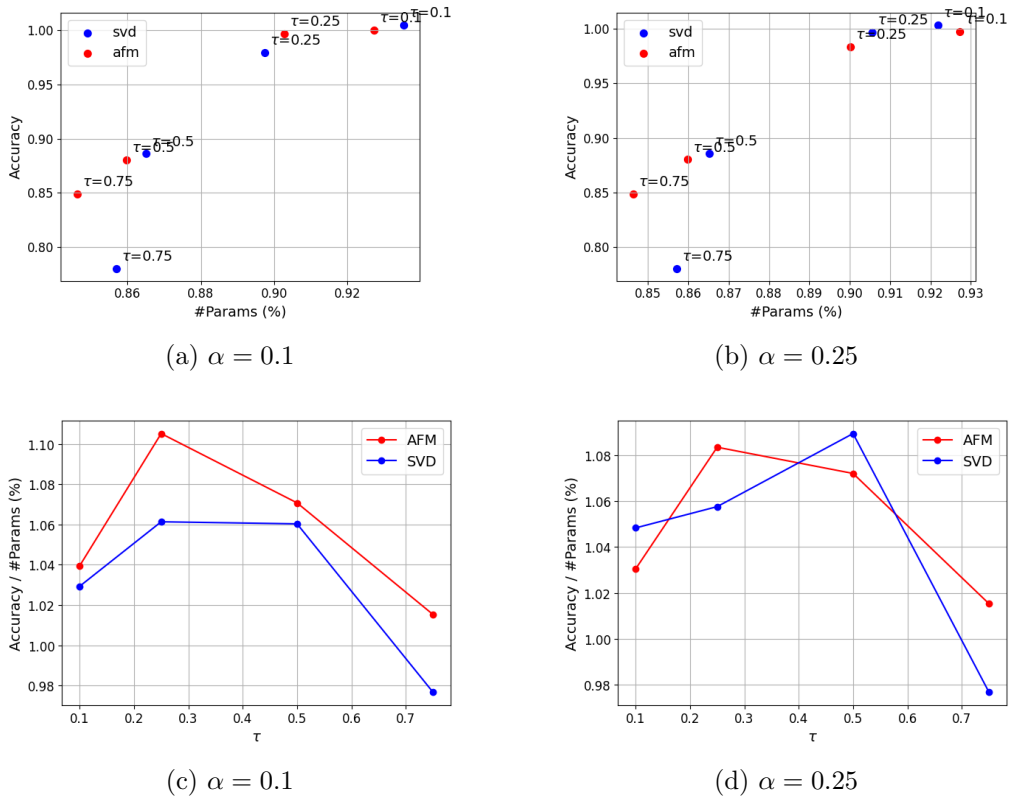 svd
afm
τ=0.1
τ=0.1
τ=0.25
τ=0.25
τ=0.5
τ=0.5
τ=0.75
τ=0.75
1.00
0.95
0.90
0.85
0.80
Accuracy
0.86 0.88 0.90 0.92
#Params (%)
(a) α = 0.1
svd
afm
τ=0.1
τ=0.1
τ=0.25
τ=0.25
τ=0.5
τ=0.5
τ=0.75
τ=0.75
1.00
0.95
0.90
0.85
0.80
Accuracy
0.85 0.86 0.87 0.88 0.89 0.90 0.91 0.92 0.93
#Params (%)
(b) α = 0.25
AFM
SVD
1.10
1.08
1.06
1.04
1.02
1.00
0.98
Accuracy / #Params (%)
0.1 0.2 0.3 0.4 0.5 0.6 0.7
τ
(c) α = 0.1
AFM
SVD
1.08
1.06
1.04
1.02
1.00
0.98
Accuracy / #Params (%)
0.1 0.2 0.3 0.4 0.5 0.6 0.7
τ
(d) α = 0.25